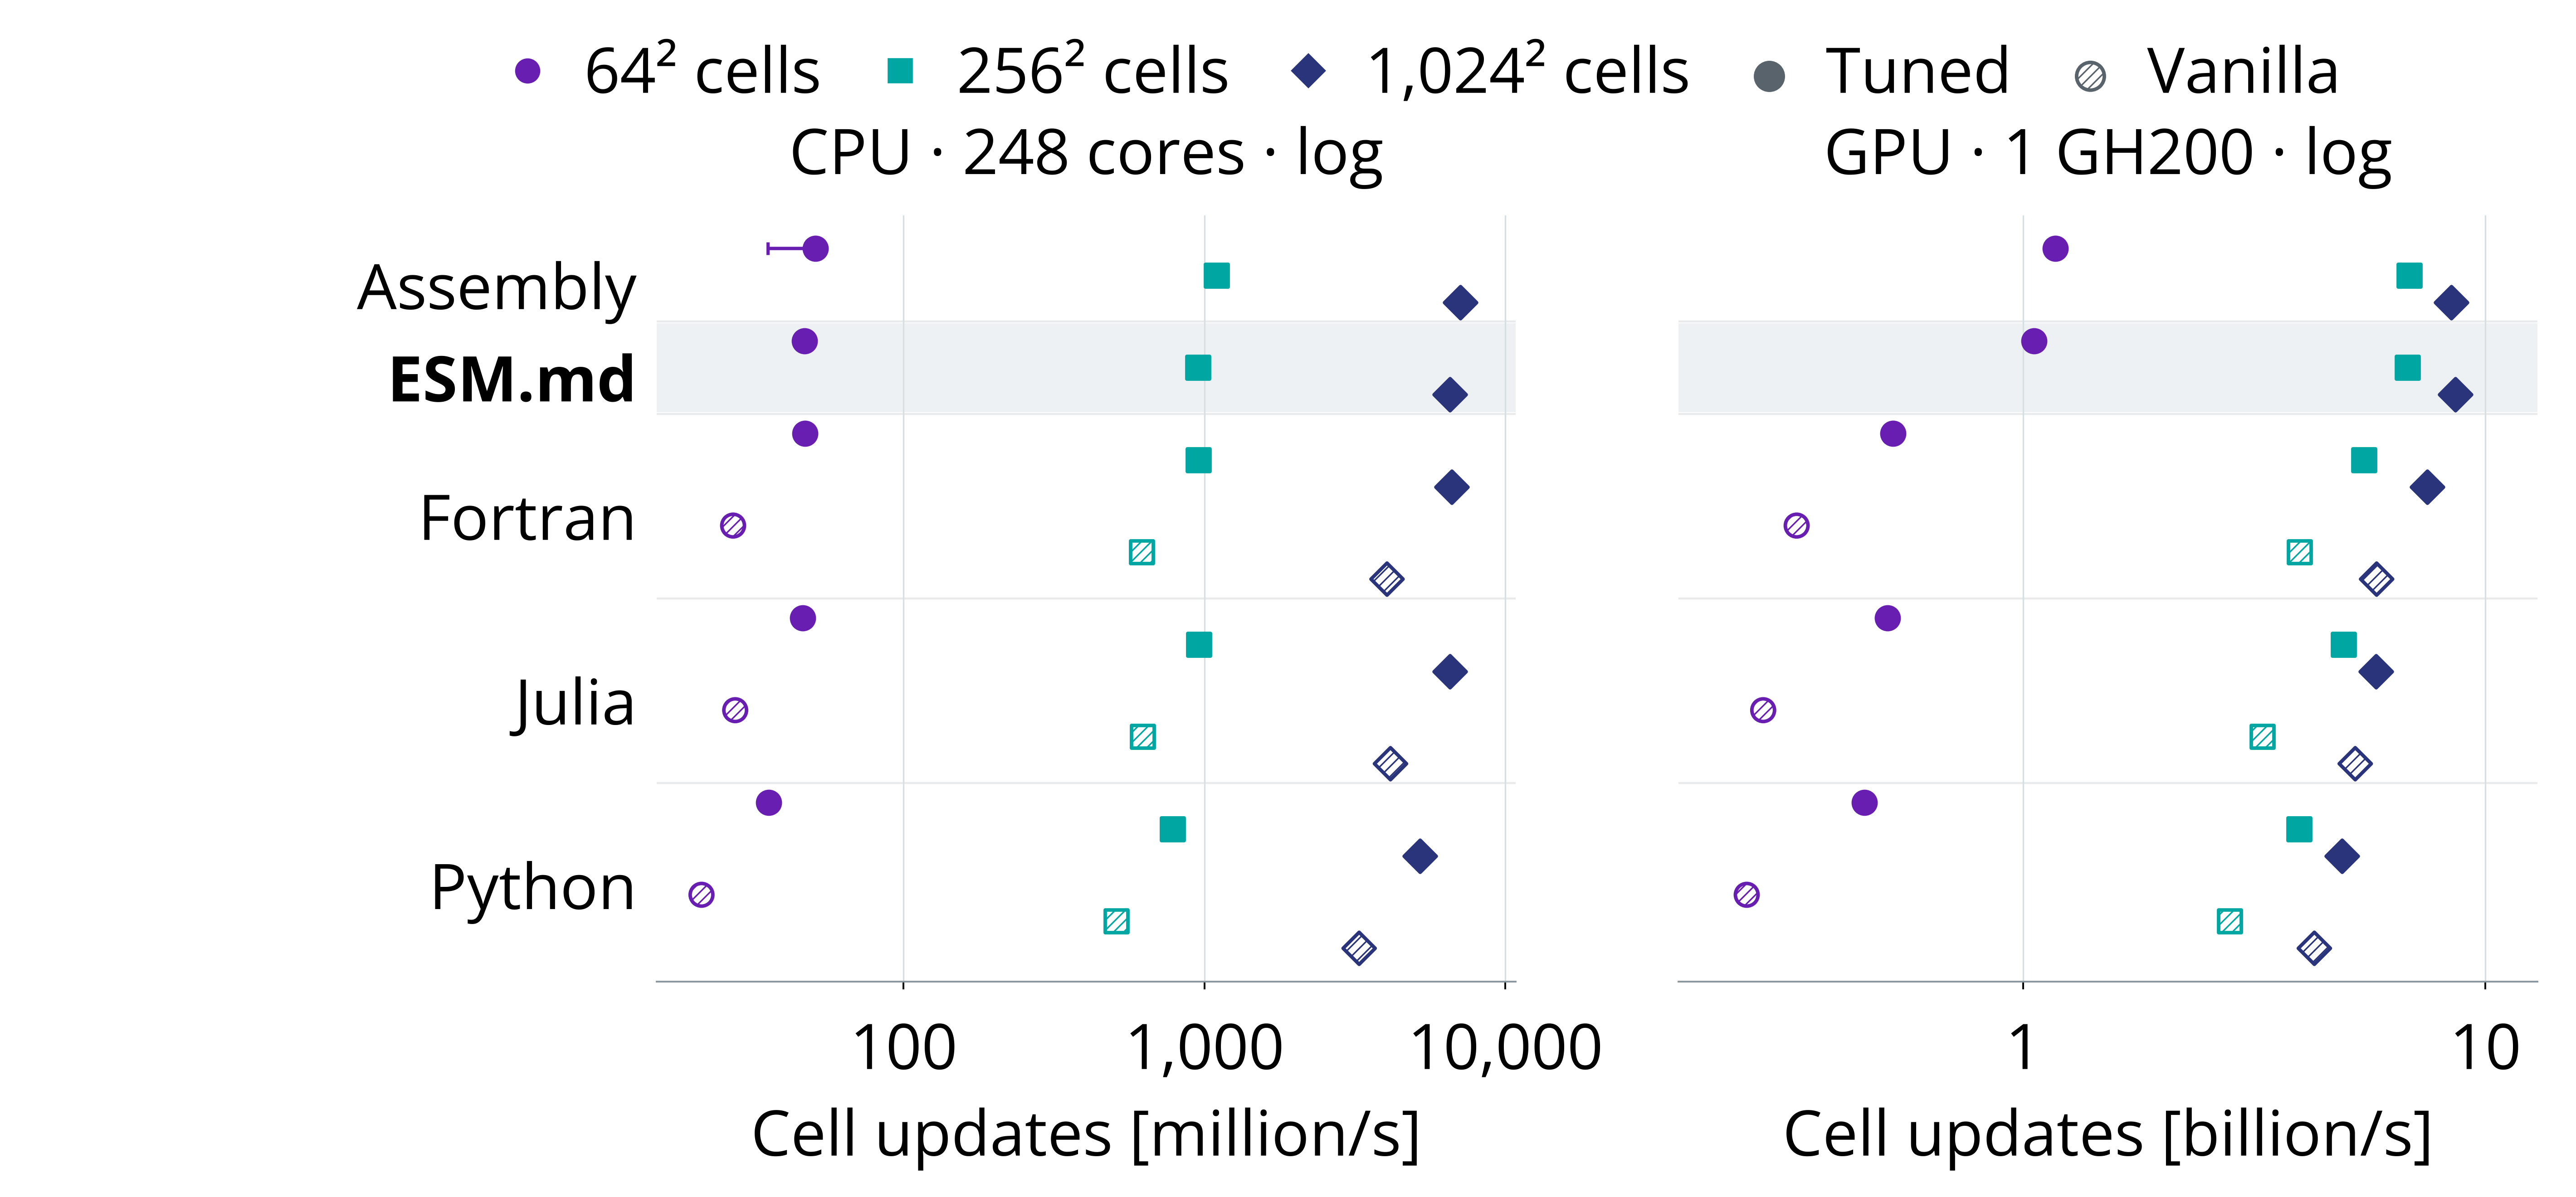 64² cells 256² cells 1,024² cells Tuned Vanilla
CPU · 248 cores · log
GPU · 1 GH200 · log
Assembly
ESM.md
Fortran
Julia
Python
100 1,000 10,000
1 10
Cell updates [million/s]
Cell updates [billion/s]